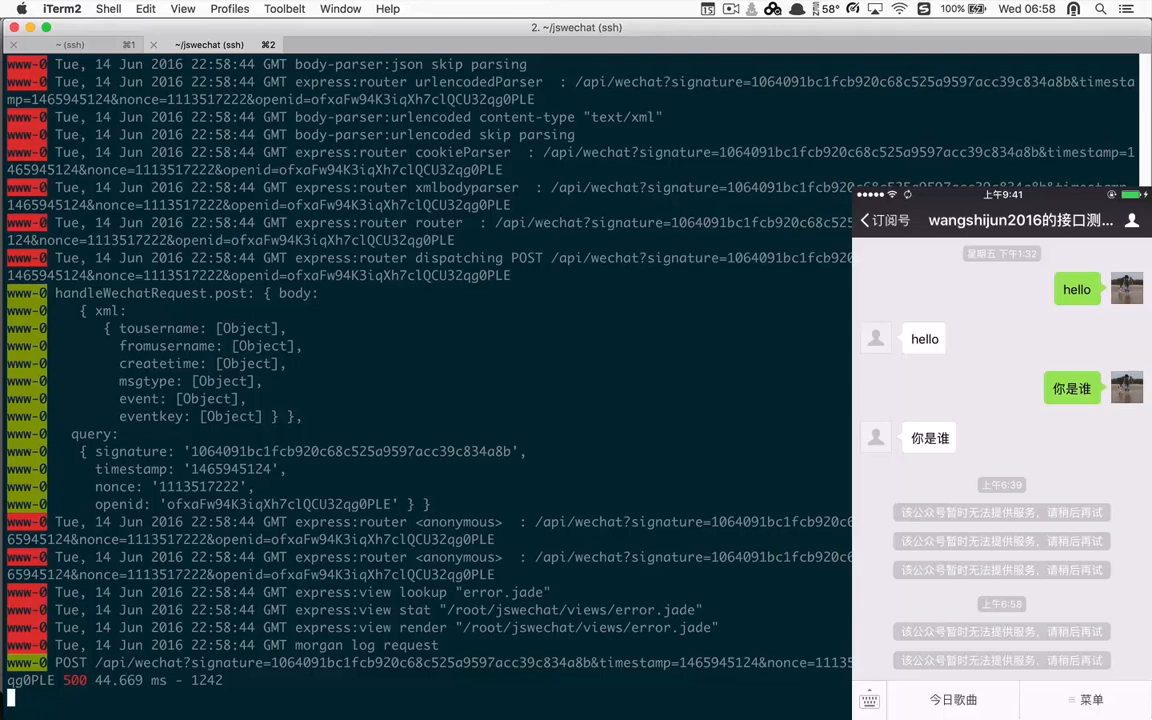 iTerm2 Shell Edit View Profiles Toolbelt Window Help 58° 100% Wed 06:58
2. ~/jswechat (ssh)
~ (ssh) ⌘1 ~/jswechat (ssh) ⌘2
www-0 Tue, 14 Jun 2016 22:58:44 GMT body-parser:json skip parsing
www-0 Tue, 14 Jun 2016 22:58:44 GMT express:router urlencodedParser  : /api/wechat?signature=1064091bc1fcb920c68c525a9597acc39c834a8b&timesta
mp=1465945124&nonce=1113517222&openid=ofxaFw94K3iqXh7clQCU32qg0PLE
www-0 Tue, 14 Jun 2016 22:58:44 GMT body-parser:urlencoded content-type "text/xml"
www-0 Tue, 14 Jun 2016 22:58:44 GMT body-parser:urlencoded skip parsing
www-0 Tue, 14 Jun 2016 22:58:44 GMT express:router cookieParser  : /api/wechat?signature=1064091bc1fcb920c68c525a9597acc39c834a8b&timestamp=1
465945124&nonce=1113517222&openid=ofxaFw94K3iqXh7clQCU32qg0PLE
www-0 Tue, 14 Jun 2016 22:58:44 GMT express:router xmlbodyparser  : /api/wechat?signature=1064091bc1fcb920c68c525a9597acc39c834a8b&timestamp=
1465945124&nonce=1113517222&openid=ofxaFw94K3iqXh7clQCU32qg0PLE
www-0 Tue, 14 Jun 2016 22:58:44 GMT express:router router  : /api/wechat?signature=1064091bc1fcb920c68c525
124&nonce=1113517222&openid=ofxaFw94K3iqXh7clQCU32qg0PLE
www-0 Tue, 14 Jun 2016 22:58:44 GMT express:router dispatching POST /api/wechat?signature=1064091bc1fcb920c
1465945124&nonce=1113517222&openid=ofxaFw94K3iqXh7clQCU32qg0PLE
www-0 handleWechatRequest.post: { body:
www-0    { xml:
www-0       { tousername: [Object],
www-0         fromusername: [Object],
www-0         createtime: [Object],
www-0         msgtype: [Object],
www-0         event: [Object],
www-0         eventkey: [Object] } },
www-0   query:
www-0    { signature: '1064091bc1fcb920c68c525a9597acc39c834a8b',
www-0      timestamp: '1465945124',
www-0      nonce: '1113517222',
www-0      openid: 'ofxaFw94K3iqXh7clQCU32qg0PLE' } }
www-0 Tue, 14 Jun 2016 22:58:44 GMT express:router <anonymous>  : /api/wechat?signature=1064091bc1fcb920c
65945124&nonce=1113517222&openid=ofxaFw94K3iqXh7clQCU32qg0PLE
www-0 Tue, 14 Jun 2016 22:58:44 GMT express:router <anonymous>  : /api/wechat?signature=1064091bc1fcb920c
65945124&nonce=1113517222&openid=ofxaFw94K3iqXh7clQCU32qg0PLE
www-0 Tue, 14 Jun 2016 22:58:44 GMT express:view lookup "error.jade"
www-0 Tue, 14 Jun 2016 22:58:44 GMT express:view stat "/root/jswechat/views/error.jade"
www-0 Tue, 14 Jun 2016 22:58:44 GMT express:view render "/root/jswechat/views/error.jade"
www-0 Tue, 14 Jun 2016 22:58:44 GMT morgan log request
www-0 POST /api/wechat?signature=1064091bc1fcb920c68c525a9597acc39c834a8b&timestamp=1465945124&nonce=11135
qg0PLE 500 44.669 ms - 1242
上午9:41
订阅号 wangshijun2016的接口测...
星期五 下午1:32
hello
hello
你是谁
你是谁
上午6:39
该公众号暂时无法提供服务，请稍后再试
该公众号暂时无法提供服务，请稍后再试
该公众号暂时无法提供服务，请稍后再试
上午6:58
该公众号暂时无法提供服务，请稍后再试
该公众号暂时无法提供服务，请稍后再试
今日歌曲 菜单